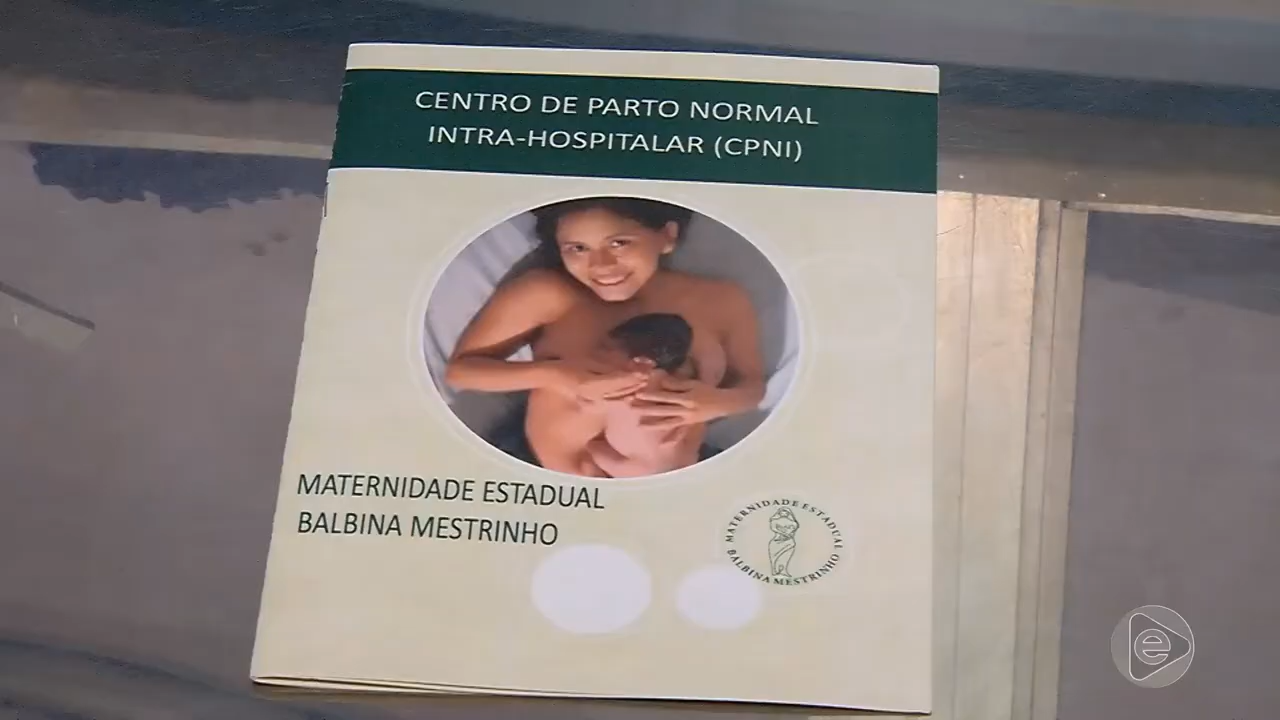 CENTRO DE PARTO NORMAL
INTRA-HOSPITALAR (CPNI)
MATERNIDADE ESTADUAL
BALBINA MESTRINHO
MATERNIDADE ESTADUAL
BALBINA MESTRINHO
e